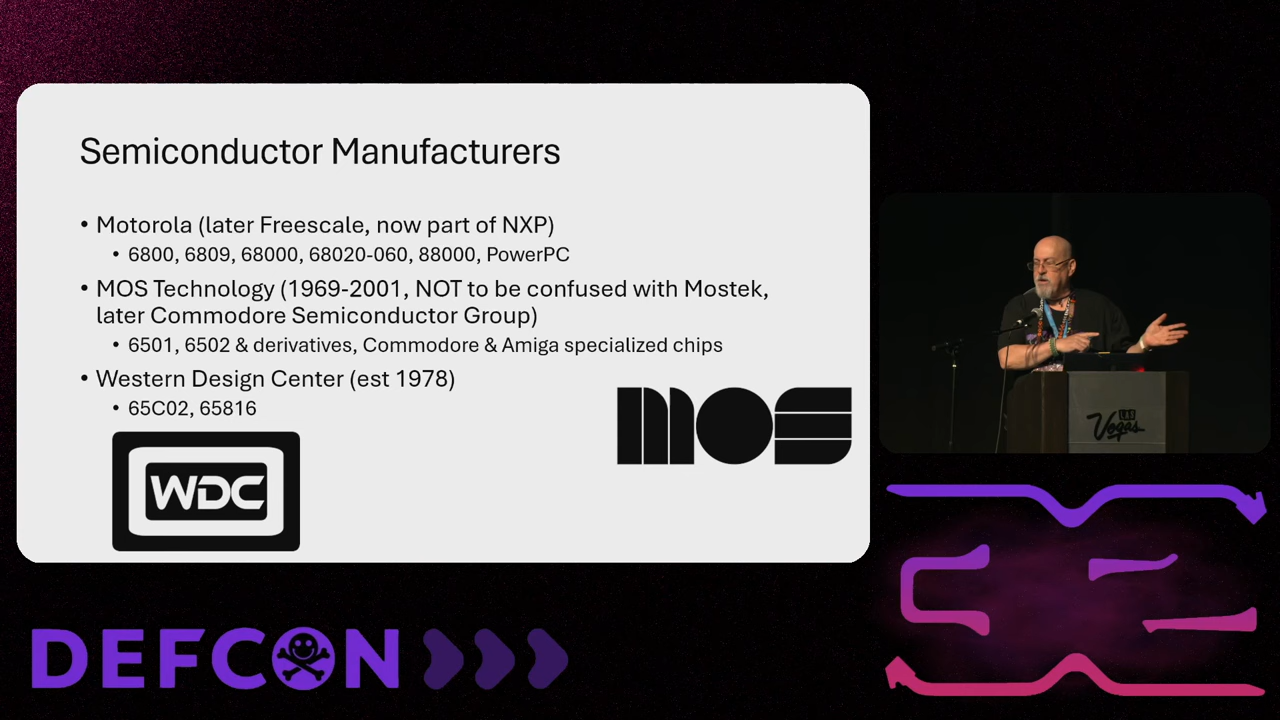 Semiconductor Manufacturers
• Motorola (later Freescale, now part of NXP)
• 6800, 6809, 68000, 68020-060, 88000, PowerPC
• MOS Technology (1969-2001, NOT to be confused with Mostek,
later Commodore Semiconductor Group)
• 6501, 6502 & derivatives, Commodore & Amiga specialized chips
• Western Design Center (est 1978)
• 65C02, 65816
mos
WDC
Vegas
DEFCON